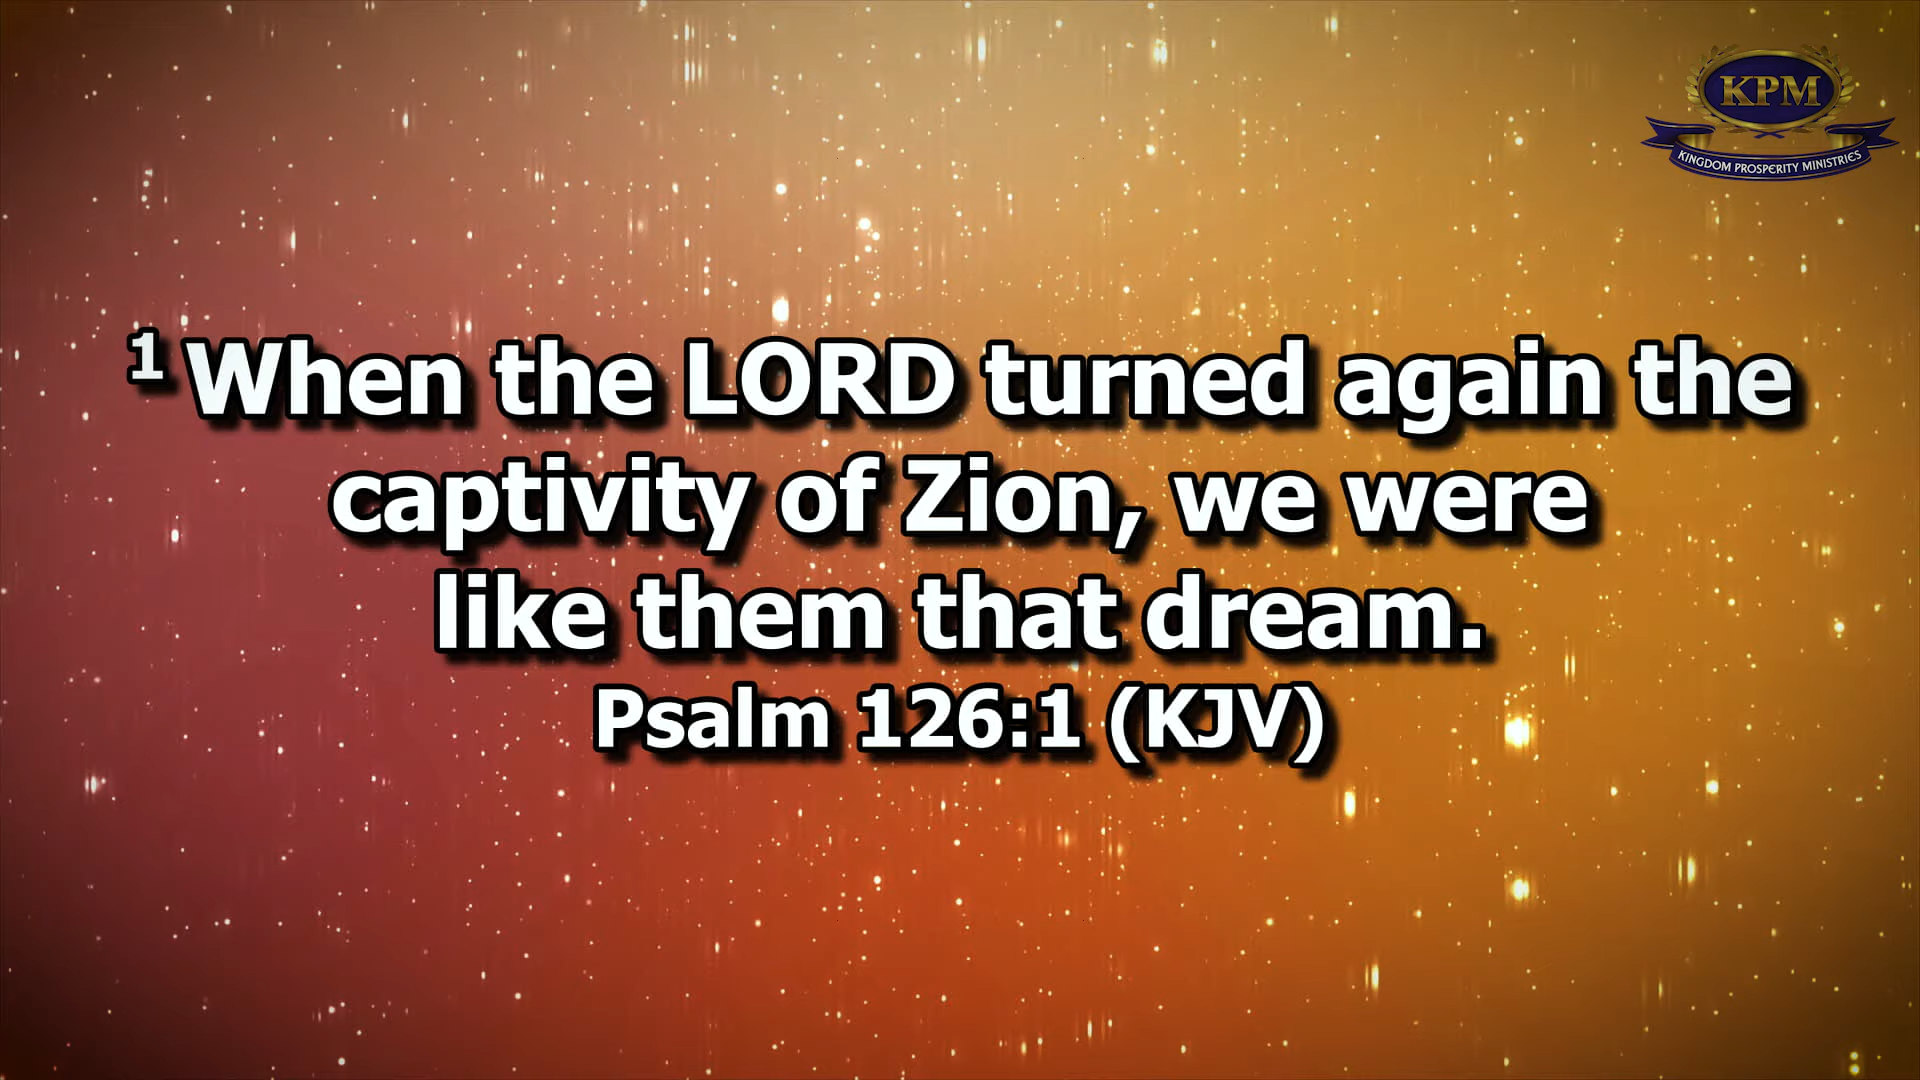 KPM
KINGDOM PROSPERITY MINISTRIES
1 When the LORD turned again the
captivity of Zion, we were
like them that dream.
Psalm 126:1 (KJV)